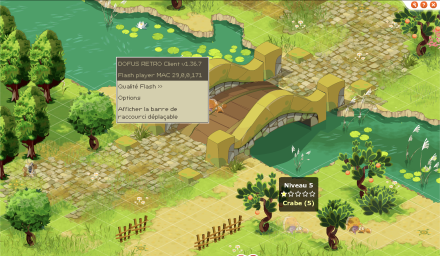 DOFUS RETRO Client v1.39.7
Flash player MAC 29,0,0,171
Qualité Flash >>
Options
Afficher la barre de
raccourci déplaçable
Niveau 5
Crabe (5)